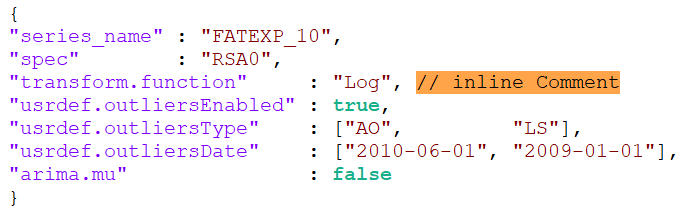 {
"series_name" : "FATEXP_10",
"spec"        : "RSA0",
"transform.function"     : "Log", // inline Comment
"usrdef.outliersEnabled" : true,
"usrdef.outliersType"    : ["AO",         "LS"],
"usrdef.outliersDate"    : ["2010-06-01", "2009-01-01"],
"arima.mu"               : false
}